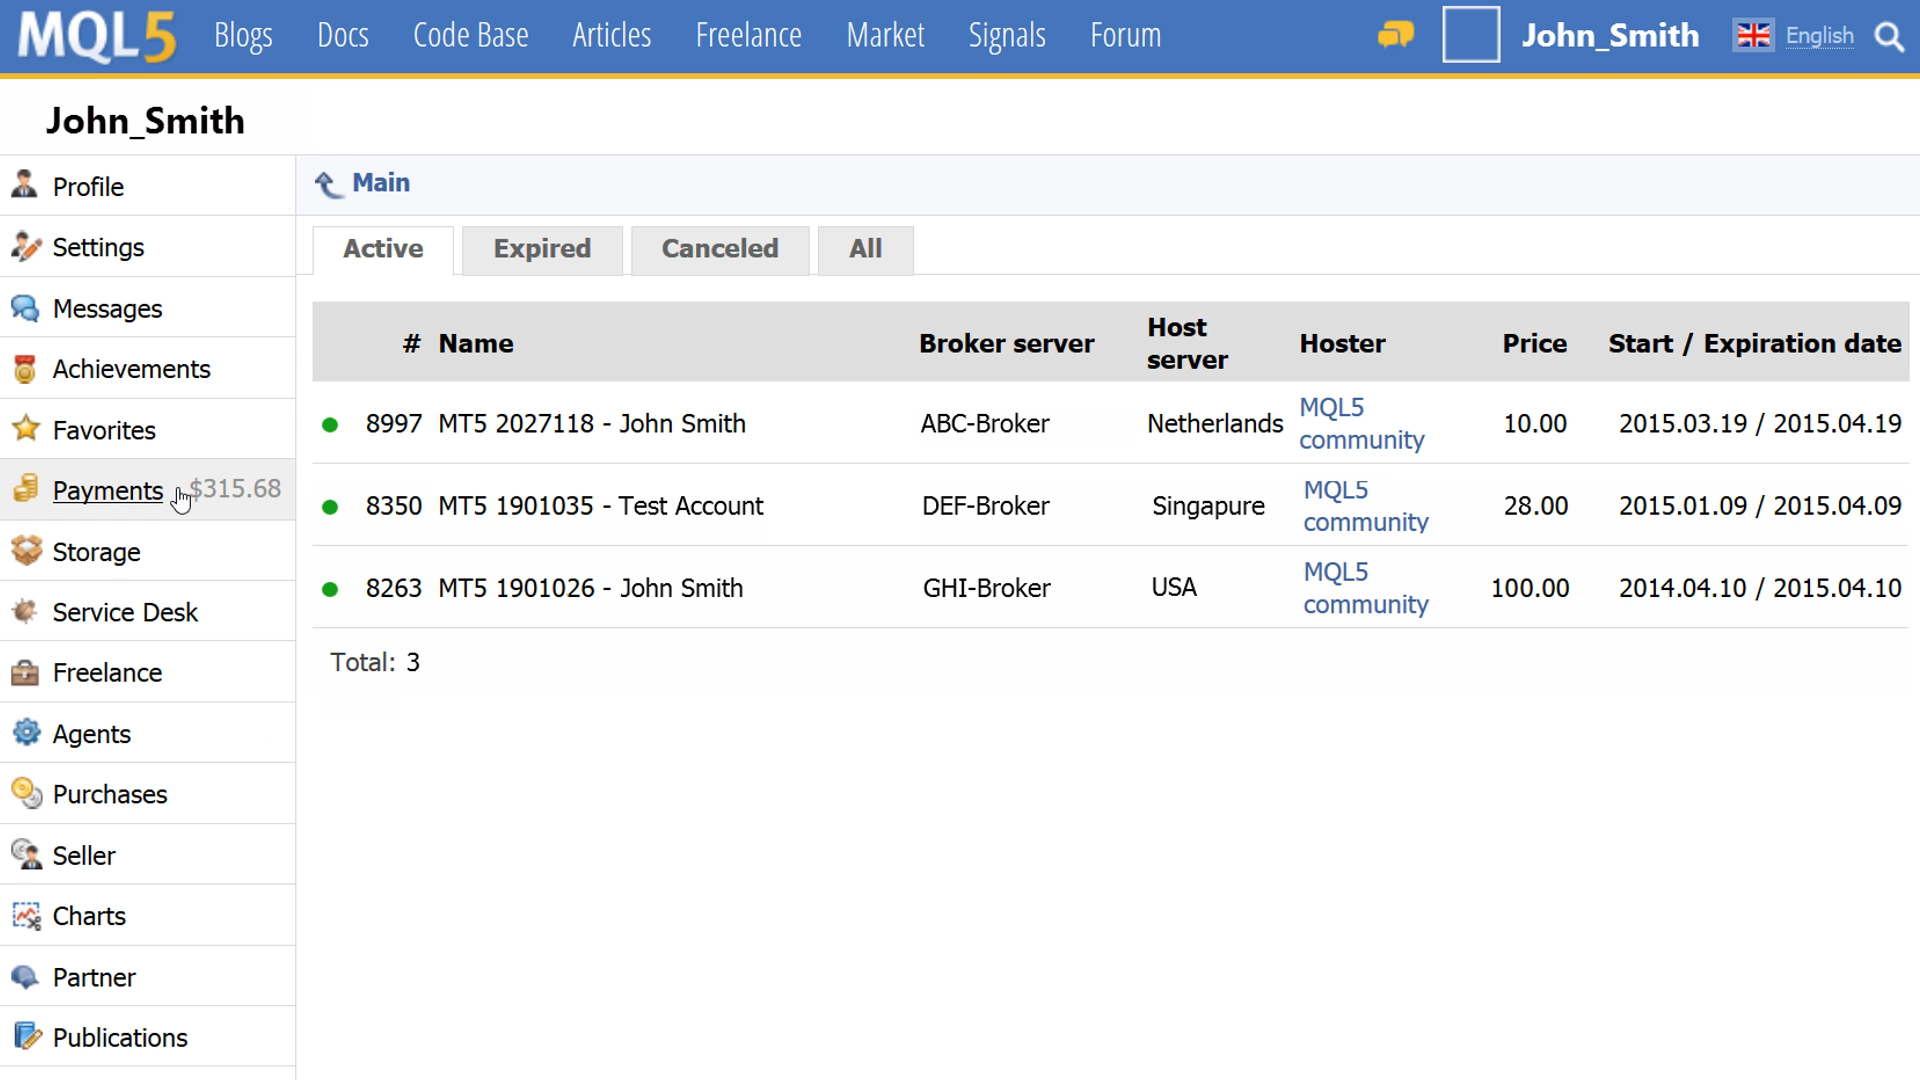 MQL5 Blogs Docs Code Base Articles Freelance Market Signals Forum John_Smith English
John_Smith
Profile
Settings
Messages
Achievements
Favorites
Payments $315.68
Storage
Service Desk
Freelance
Agents
Purchases
Seller
Charts
Partner
Publications
Main
Active Expired Canceled All
# Name Broker server Host server Hoster Price Start / Expiration date
8997 MT5 2027118 - John Smith ABC-Broker Netherlands MQL5 community 10.00 2015.03.19 / 2015.04.19
8350 MT5 1901035 - Test Account DEF-Broker Singapure MQL5 community 28.00 2015.01.09 / 2015.04.09
8263 MT5 1901026 - John Smith GHI-Broker USA MQL5 community 100.00 2014.04.10 / 2015.04.10
Total: 3